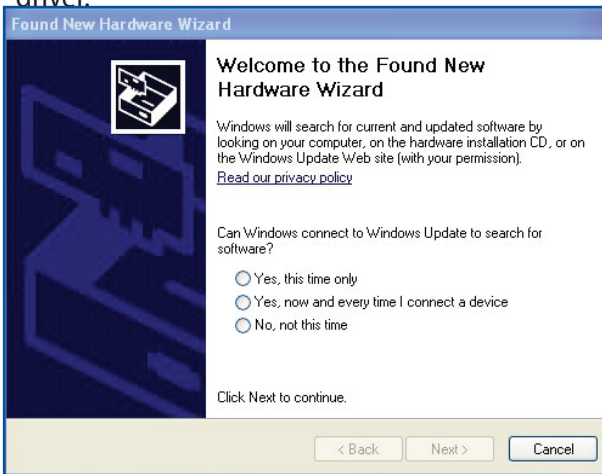 driver.
Found New Hardware Wizard
Welcome to the Found New
Hardware Wizard
Windows will search for current and updated software by
looking on your computer, on the hardware installation CD, or on
the Windows Update Web site (with your permission).
Read our privacy policy
Can Windows connect to Windows Update to search for
software?
Yes, this time only
Yes, now and every time I connect a device
No, not this time
Click Next to continue.
< Back
Next >
Cancel